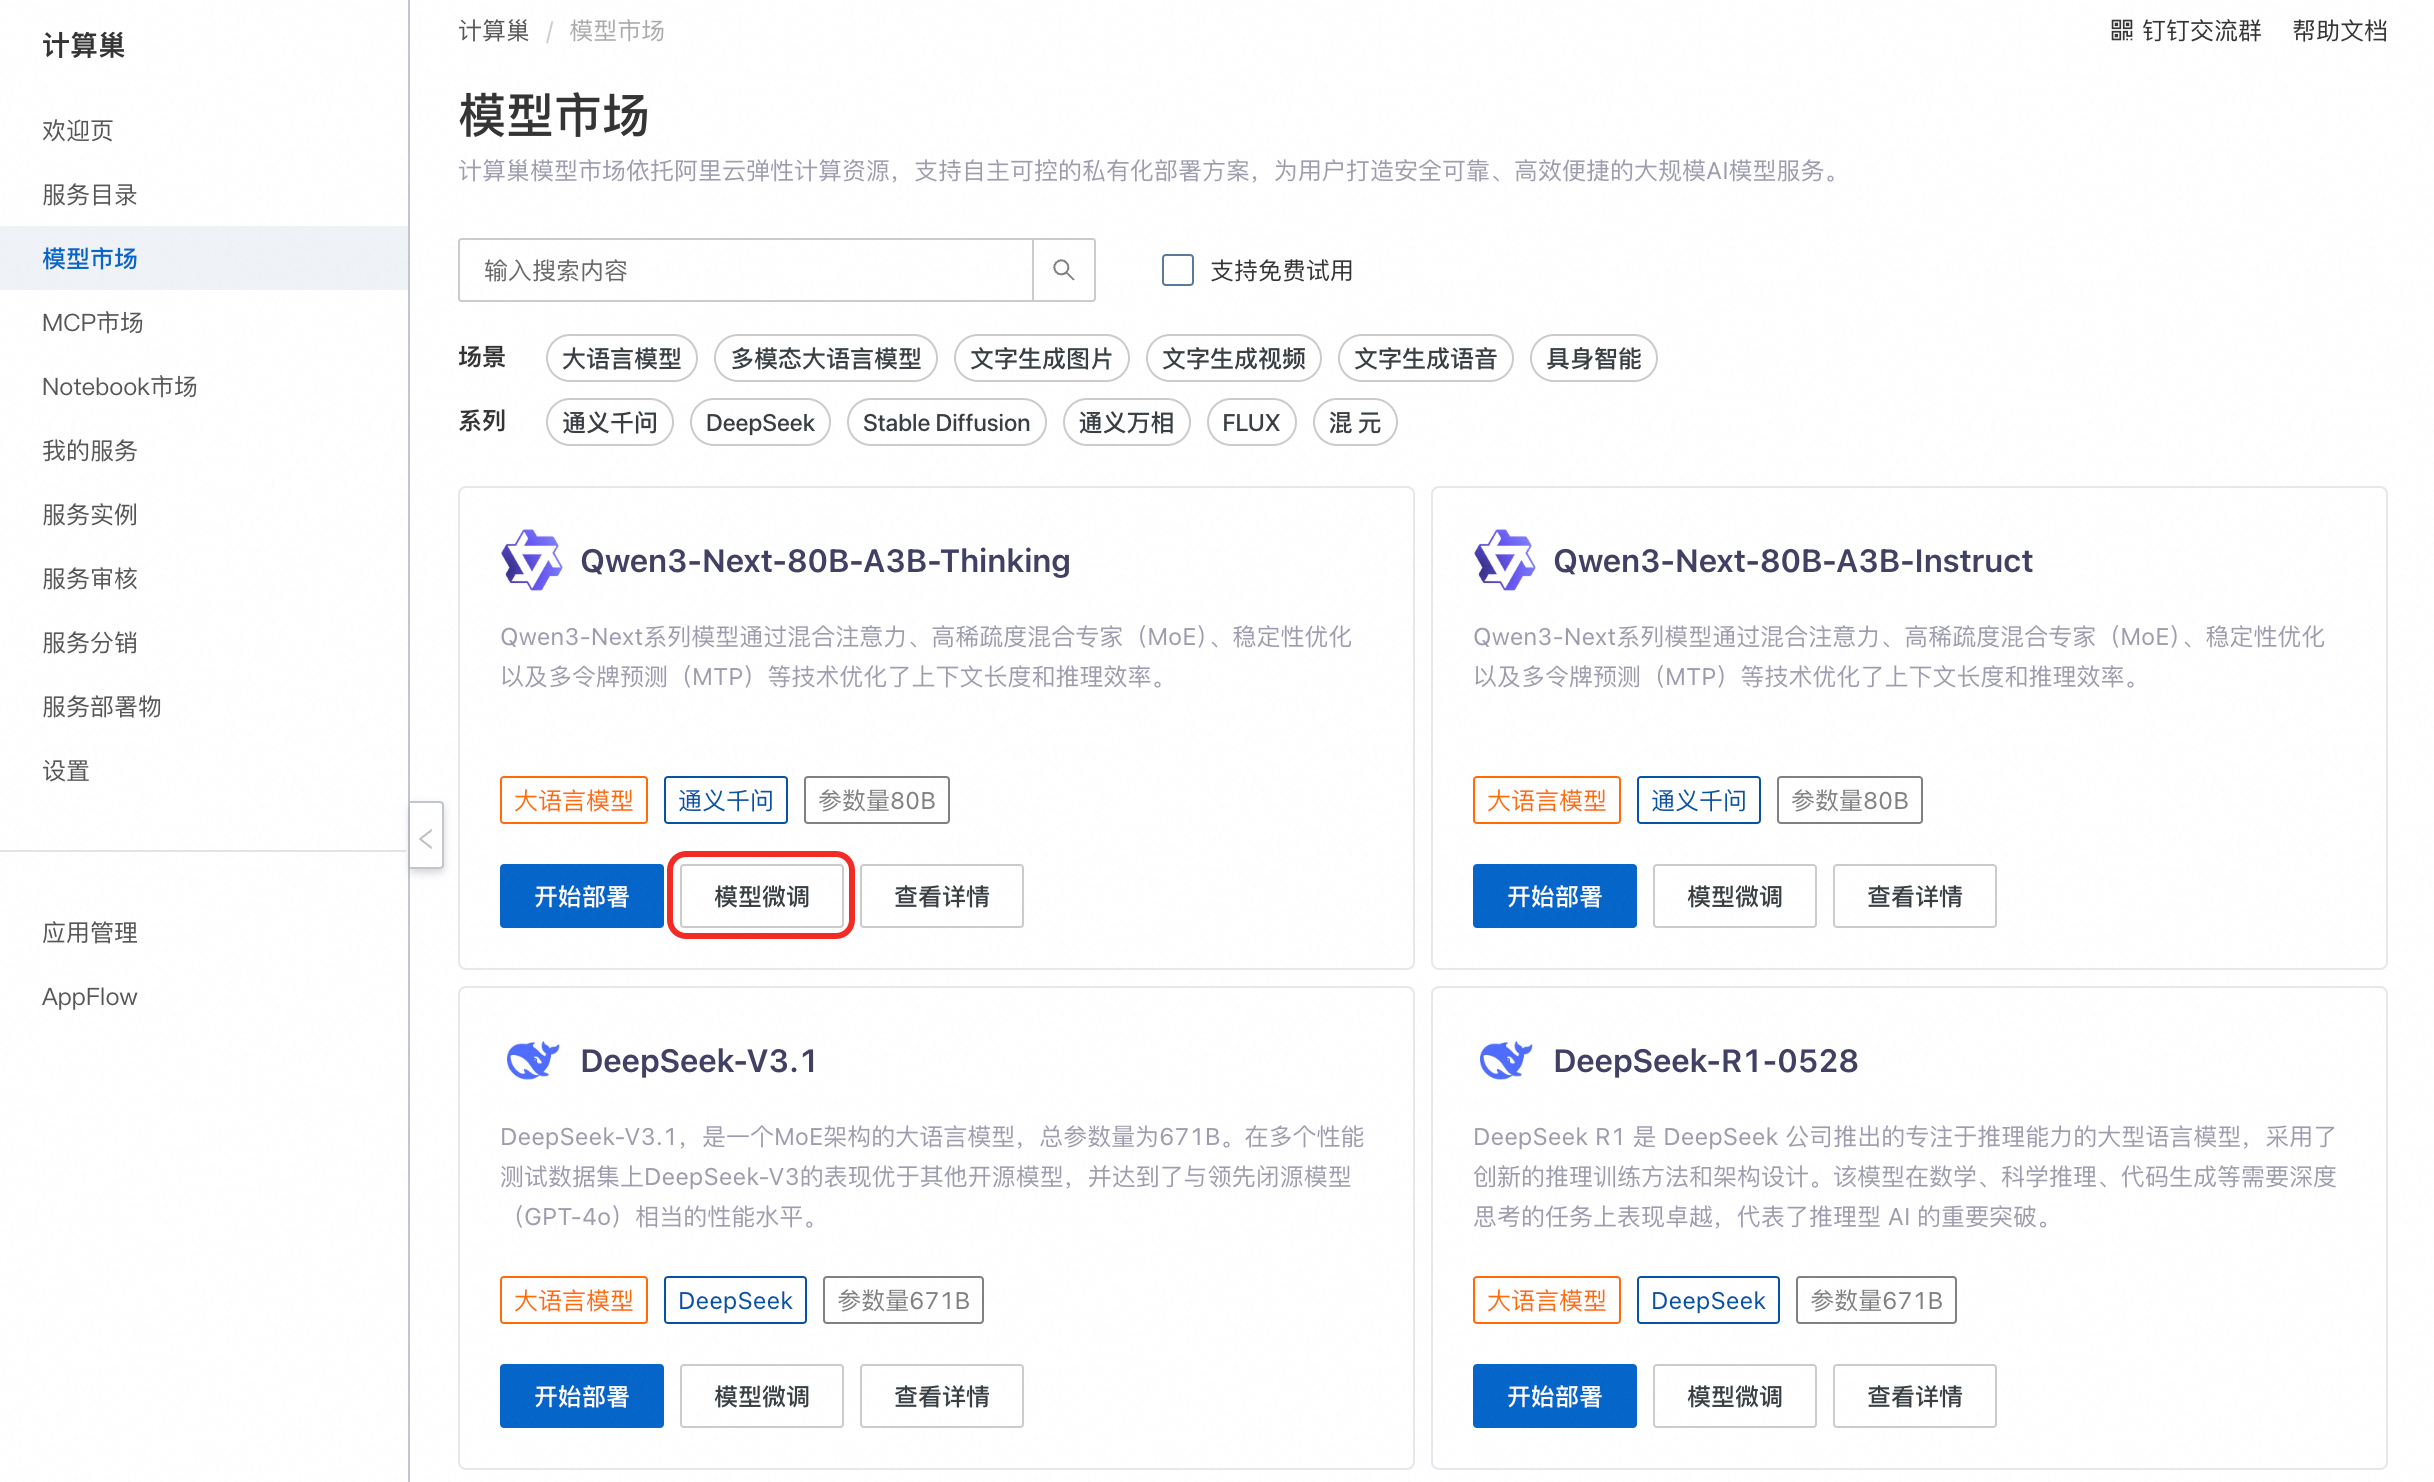 计算巢
欢迎页
服务目录
模型市场
MCP市场
Notebook市场
我的服务
服务实例
服务审核
服务分销
服务部署物
设置
应用管理
AppFlow
计算巢 / 模型市场
钉钉交流群 帮助文档
模型市场
计算巢模型市场依托阿里云弹性计算资源，支持自主可控的私有化部署方案，为用户打造安全可靠、高效便捷的大规模AI模型服务。
输入搜索内容
支持免费试用
场景 大语言模型 多模态大语言模型 文字生成图片 文字生成视频 文字生成语音 具身智能
系列 通义千问 DeepSeek Stable Diffusion 通义万相 FLUX 混 元
Qwen3-Next-80B-A3B-Thinking
Qwen3-Next系列模型通过混合注意力、高稀疏度混合专家（MoE）、稳定性优化
以及多令牌预测（MTP）等技术优化了上下文长度和推理效率。
大语言模型 通义千问 参数量80B
开始部署 模型微调 查看详情
Qwen3-Next-80B-A3B-Instruct
Qwen3-Next系列模型通过混合注意力、高稀疏度混合专家（MoE）、稳定性优化
以及多令牌预测（MTP）等技术优化了上下文长度和推理效率。
大语言模型 通义千问 参数量80B
开始部署 模型微调 查看详情
DeepSeek-V3.1
DeepSeek-V3.1，是一个MoE架构的大语言模型，总参数量为671B。在多个性能
测试数据集上DeepSeek-V3的表现优于其他开源模型，并达到了与领先闭源模型
（GPT-4o）相当的性能水平。
大语言模型 DeepSeek 参数量671B
开始部署 模型微调 查看详情
DeepSeek-R1-0528
DeepSeek R1 是 DeepSeek 公司推出的专注于推理能力的大型语言模型，采用了
创新的推理训练方法和架构设计。该模型在数学、科学推理、代码生成等需要深度
思考的任务上表现卓越，代表了推理型 AI 的重要突破。
大语言模型 DeepSeek 参数量671B
开始部署 模型微调 查看详情